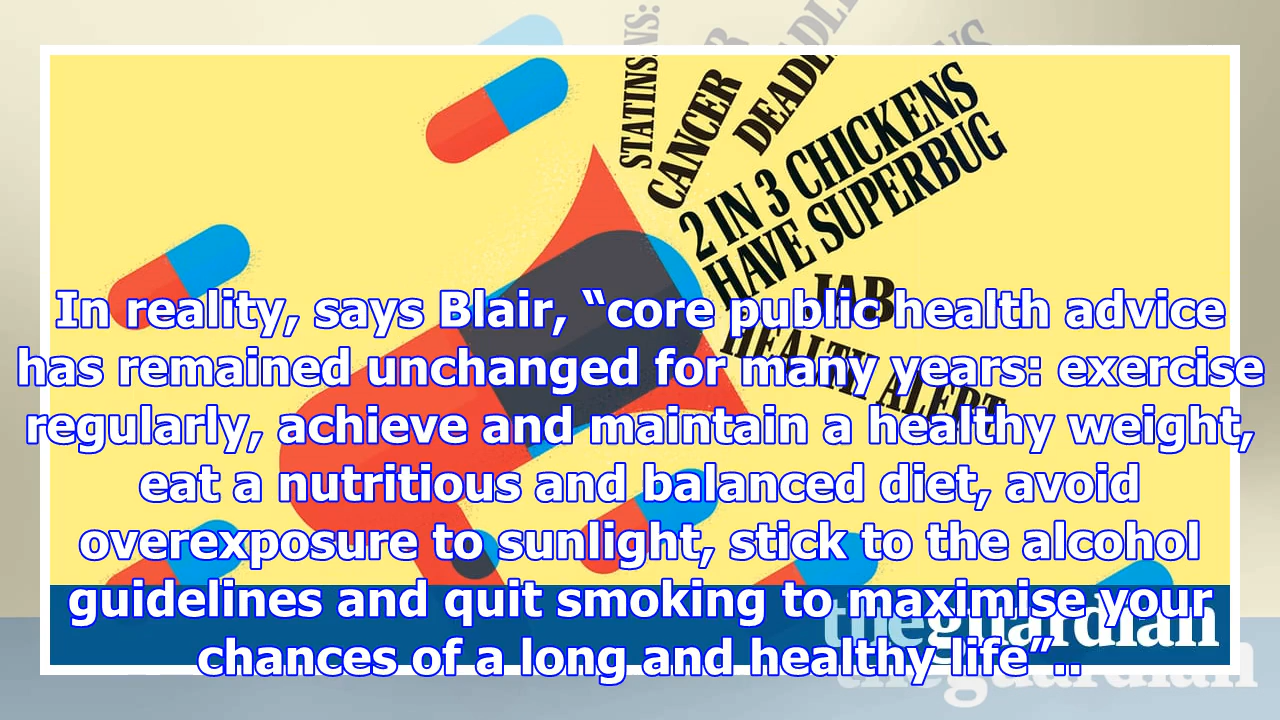 STATINS:
CANCER
DEADL
2 IN 3 CHICKENS
HAVE SUPERBUG
JAB
HEALTH ALERT
In reality, says Blair, “core public health advice
has remained unchanged for many years: exercise
regularly, achieve and maintain a healthy weight,
eat a nutritious and balanced diet, avoid
overexposure to sunlight, stick to the alcohol
guidelines and quit smoking to maximise your
chances of a long and healthy life”..
theguardian
theguardian